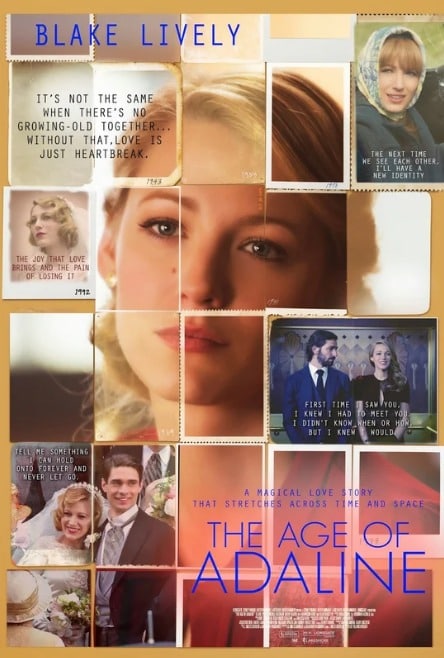 BLAKE LIVELY
IT'S NOT THE SAME
WHEN THERE'S NO
GROWING-OLD TOGETHER...
WITHOUT THAT,LOVE IS
JUST HEARTBREAK.
THE NEXT TIME
WE SEE EACH OTHER,
I'LL HAVE A
NEW IDENTITY
THE JOY THAT LOVE
BRINGS AND THE PAIN
OF LOSING IT
FIRST TIME I SAW YOU,
I KNEW I HAD TO MEET YOU
I DIDN'T KNOW WHEN OR HOW
BUT I KNEW I WOULD
TELL ME SOMETHING
I CAN HOLD
ONTO FOREVER AND
NEVER LET GO.
A MAGICAL LOVE STORY
THAT STRETCHES ACROSS TIME AND SPACE
THE AGE OF
ADALINE
LIONSGATE